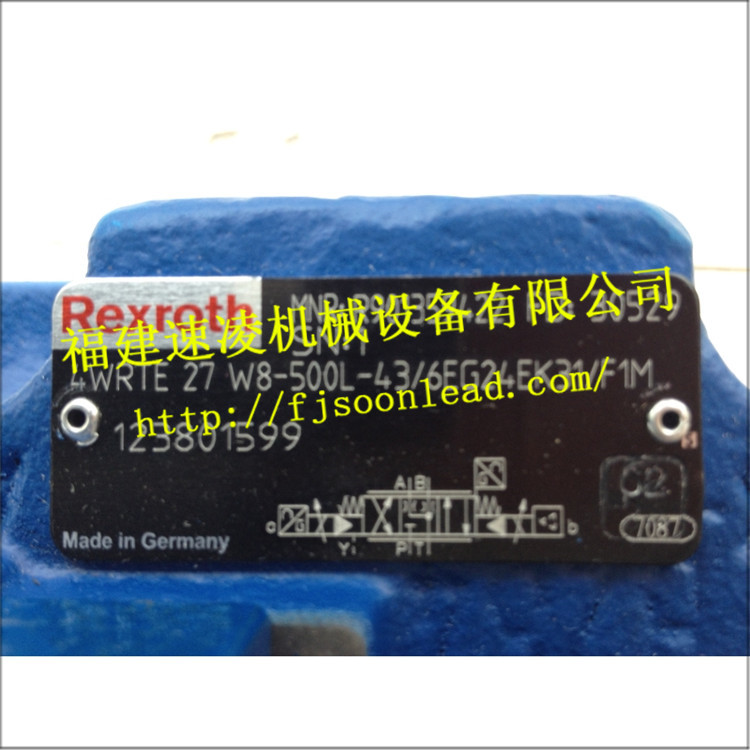 Rexroth
福建速凌机械设备有限公司
4WRTE 27 W8-500L-43/6EG24EK31/F1M
http://fjsoonlead.com
123801599
A B
a
b
Y P T
Made in Germany
7087